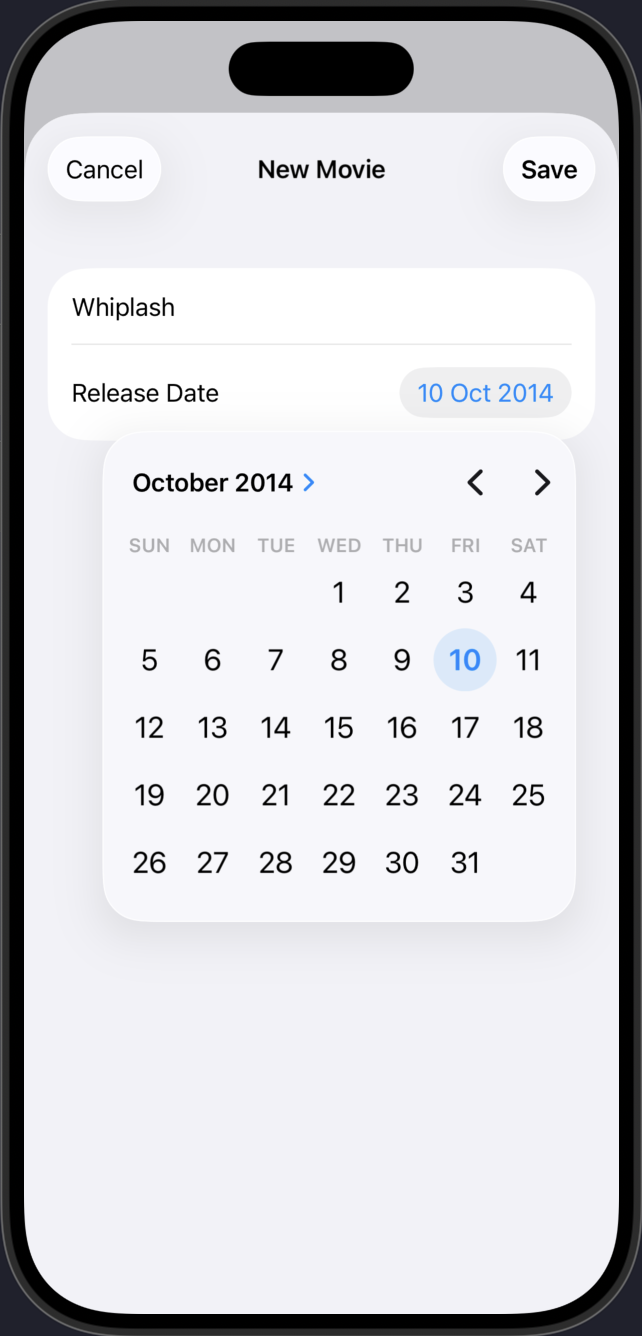 Cancel New Movie Save
Whiplash
Release Date 10 Oct 2014
October 2014
SUN MON TUE WED THU FRI SAT
1 2 3 4
5 6 7 8 9 10 11
12 13 14 15 16 17 18
19 20 21 22 23 24 25
26 27 28 29 30 31